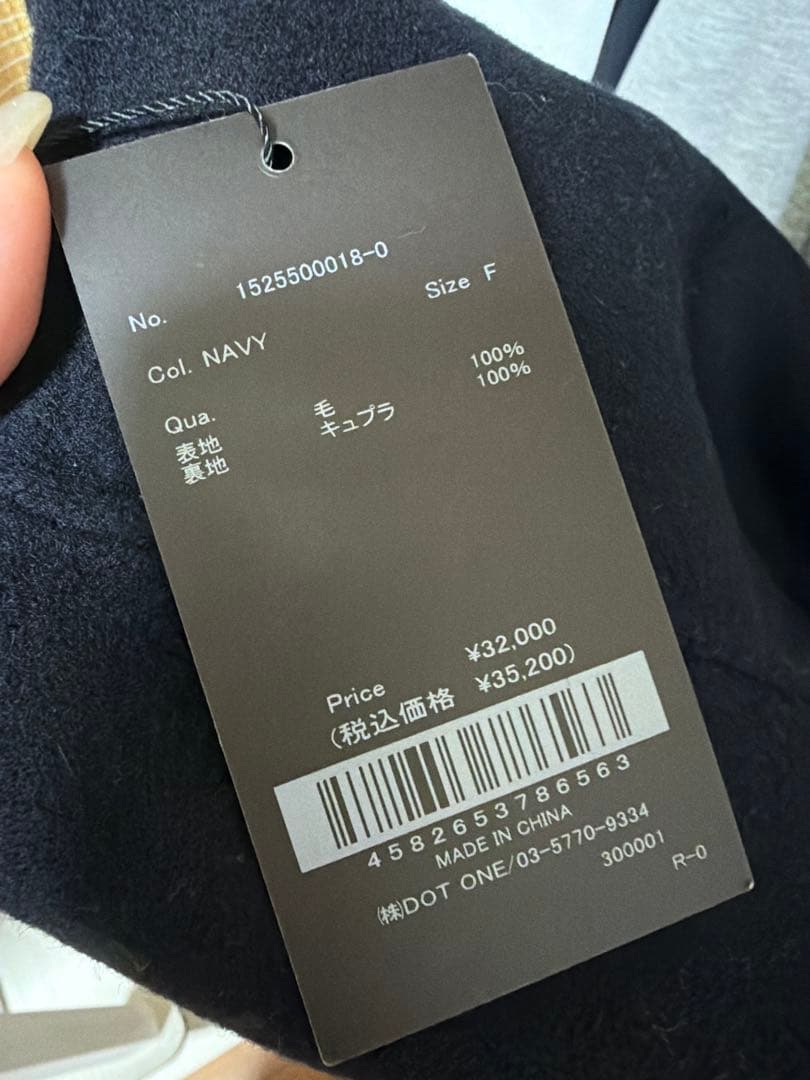 No. 1525500018-0
Size F
Col. NAVY
Qua.
表地 毛 100%
裏地 キュプラ 100%
Price ¥32,000
(税込価格 ¥35,200)
4582653786563
MADE IN CHINA
㈱DOT ONE/03-5770-9334
300001
R-0